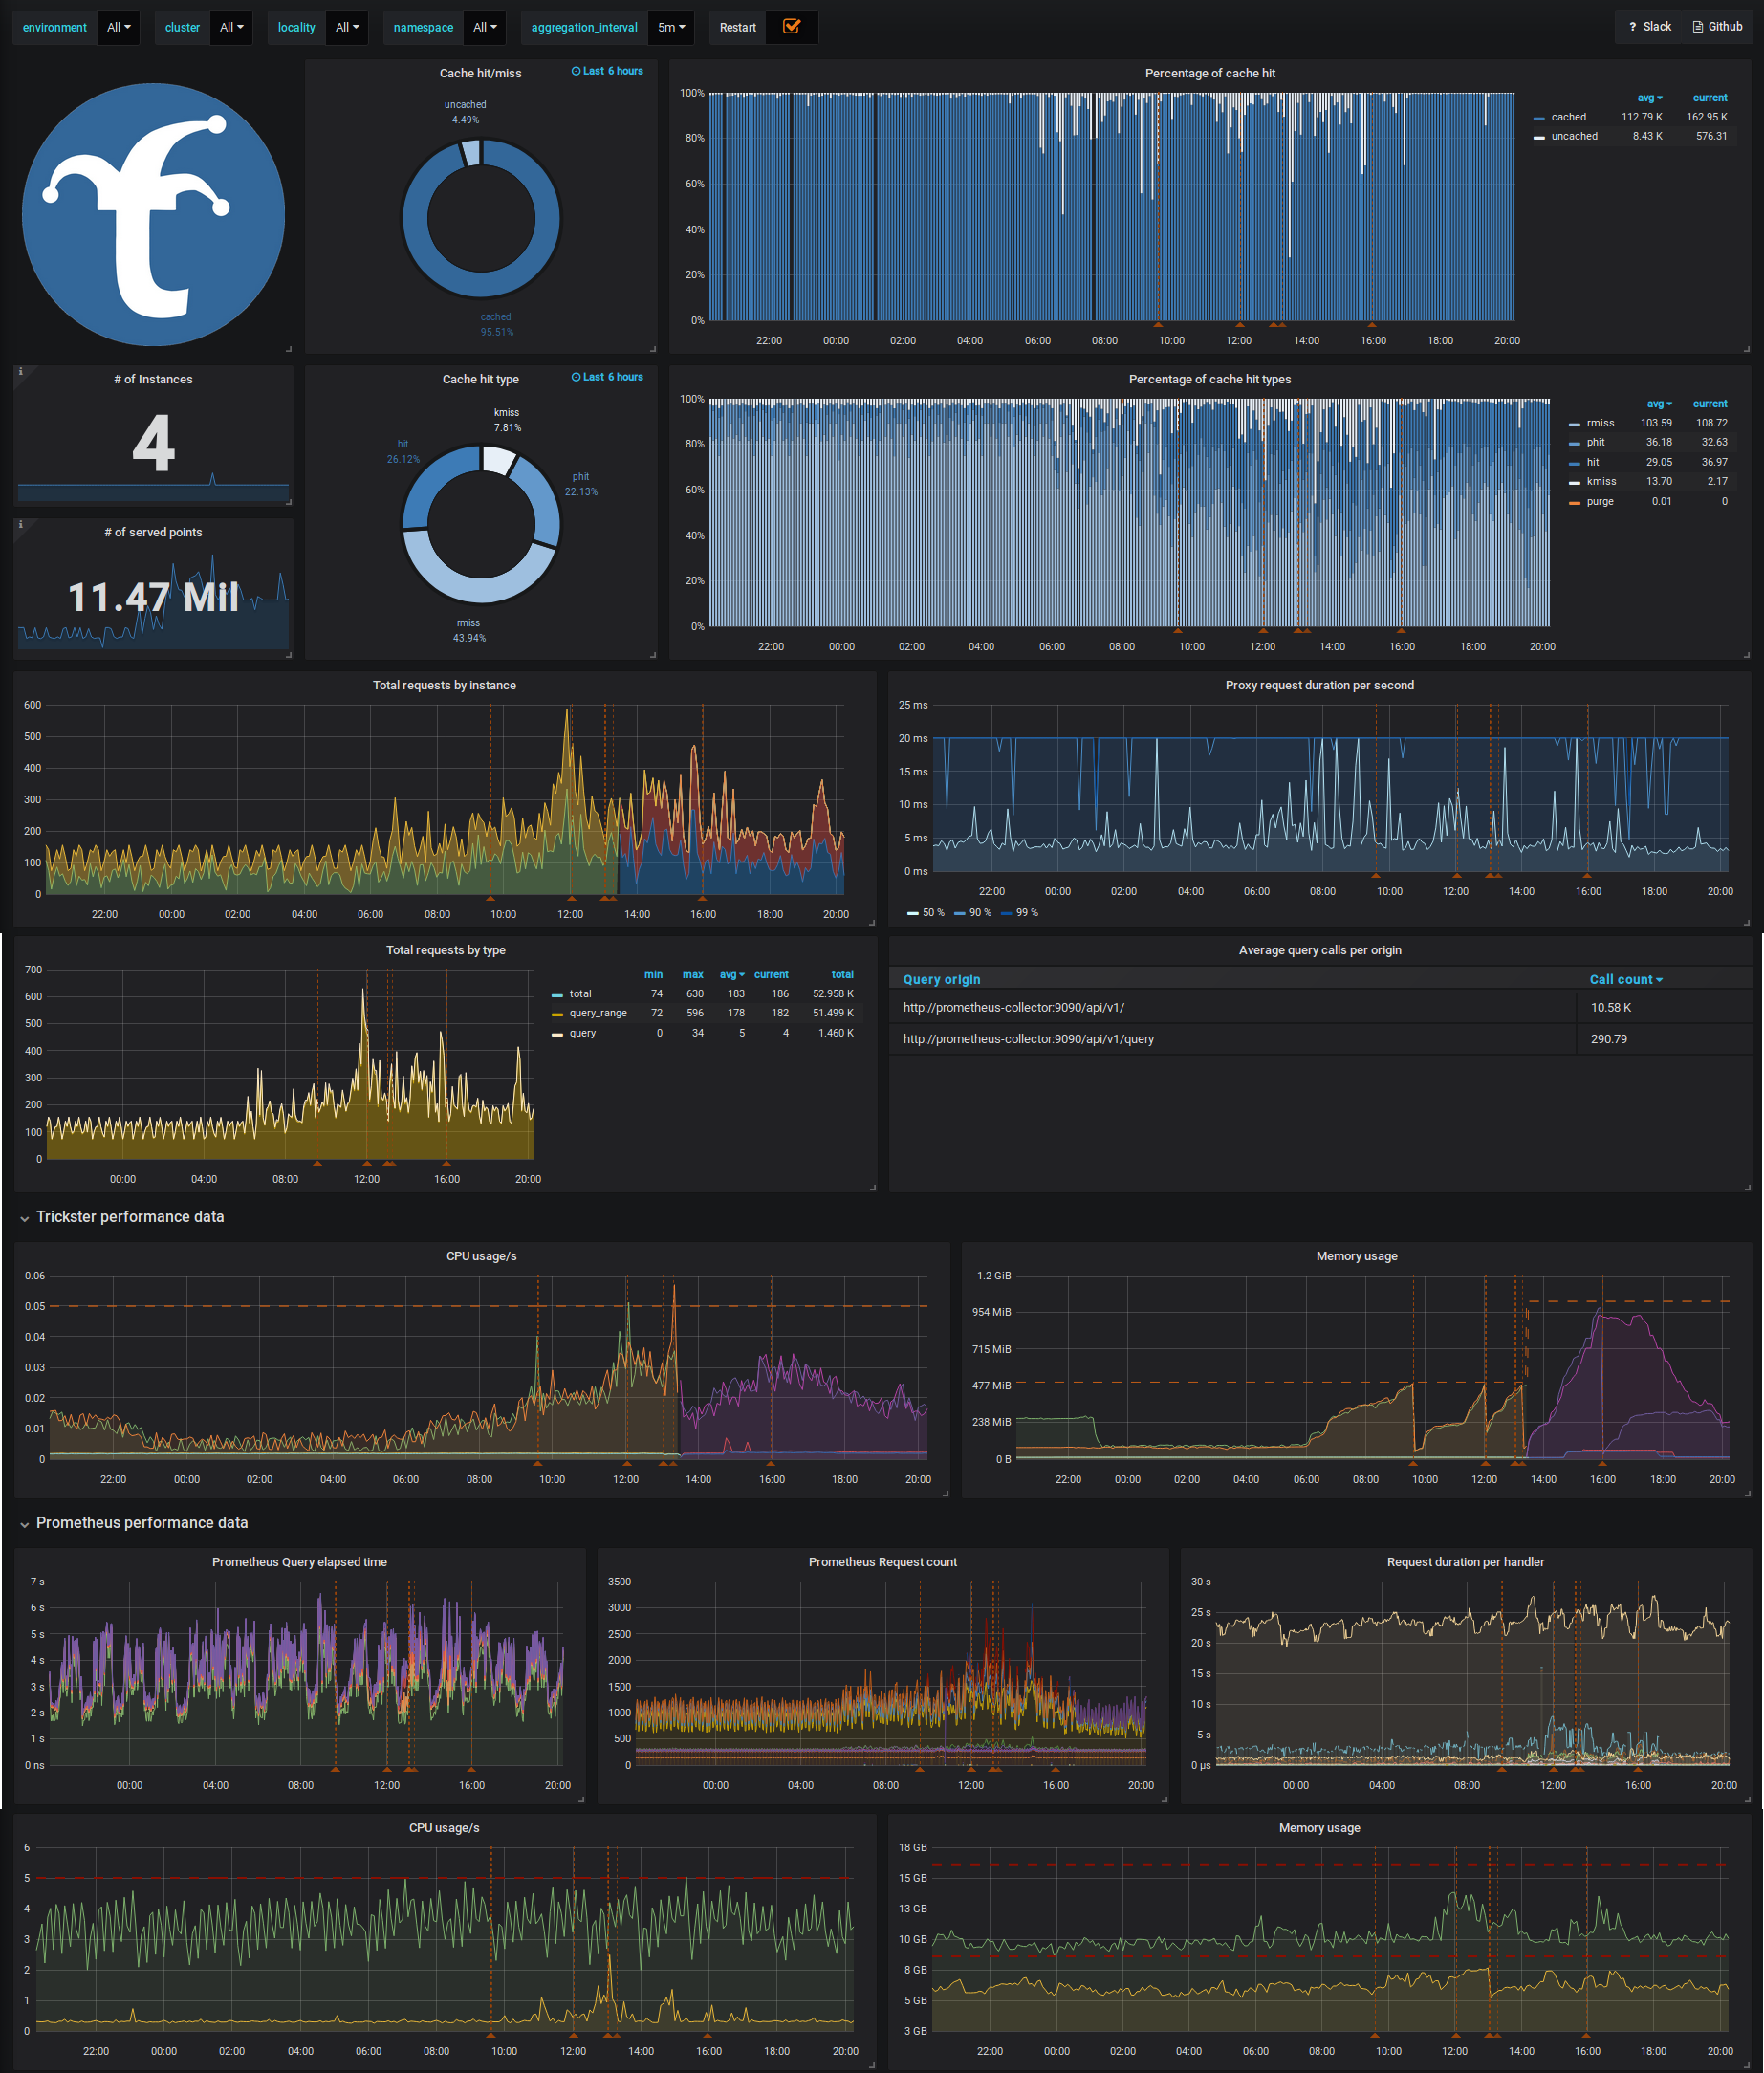 environment All cluster All locality All namespace All aggregation_interval 5m Restart ? Slack Github
t
Cache hit/miss Last 6 hours
uncached
4.49%
cached
95.51%
Percentage of cache hit
100%
80%
60%
40%
20%
0%
22:00 00:00 02:00 04:00 06:00 08:00 10:00 12:00 14:00 16:00 18:00 20:00
avg current
cached 112.79 K 162.95 K
uncached 8.43 K 576.31
i
# of Instances
4
i
# of served points
11.47 Mil
Cache hit type Last 6 hours
kmiss
7.81%
hit
26.12%
phit
22.13%
rmiss
43.94%
Percentage of cache hit types
100%
80%
60%
40%
20%
0%
22:00 00:00 02:00 04:00 06:00 08:00 10:00 12:00 14:00 16:00 18:00 20:00
avg current
rmiss 103.59 108.72
phit 36.18 32.63
hit 29.05 36.97
kmiss 13.70 2.17
purge 0.01 0
Total requests by instance
600
500
400
300
200
100
0
22:00 00:00 02:00 04:00 06:00 08:00 10:00 12:00 14:00 16:00 18:00 20:00
Proxy request duration per second
25 ms
20 ms
15 ms
10 ms
5 ms
0 ms
22:00 00:00 02:00 04:00 06:00 08:00 10:00 12:00 14:00 16:00 18:00 20:00
50 % 90 % 99 %
Total requests by type
700
600
500
400
300
200
100
0
00:00 04:00 08:00 12:00 16:00 20:00
min max avg current total
total 74 630 183 186 52.958 K
query_range 72 596 178 182 51.499 K
query 0 34 5 4 1.460 K
Average query calls per origin
Query origin Call count
http://prometheus-collector:9090/api/v1/ 10.58 K
http://prometheus-collector:9090/api/v1/query 290.79
Trickster performance data
CPU usage/s
0.06
0.05
0.04
0.03
0.02
0.01
0
22:00 00:00 02:00 04:00 06:00 08:00 10:00 12:00 14:00 16:00 18:00 20:00
Memory usage
1.2 GiB
954 MiB
715 MiB
477 MiB
238 MiB
0 B
22:00 00:00 02:00 04:00 06:00 08:00 10:00 12:00 14:00 16:00 18:00 20:00
Prometheus performance data
Prometheus Query elapsed time
7 s
6 s
5 s
4 s
3 s
2 s
1 s
0 ns
00:00 04:00 08:00 12:00 16:00 20:00
Prometheus Request count
3500
3000
2500
2000
1500
1000
500
0
00:00 04:00 08:00 12:00 16:00 20:00
Request duration per handler
30 s
25 s
20 s
15 s
10 s
5 s
0 µs
00:00 04:00 08:00 12:00 16:00 20:00
CPU usage/s
6
5
4
3
2
1
0
22:00 00:00 02:00 04:00 06:00 08:00 10:00 12:00 14:00 16:00 18:00 20:00
Memory usage
18 GB
15 GB
13 GB
10 GB
8 GB
5 GB
3 GB
22:00 00:00 02:00 04:00 06:00 08:00 10:00 12:00 14:00 16:00 18:00 20:00